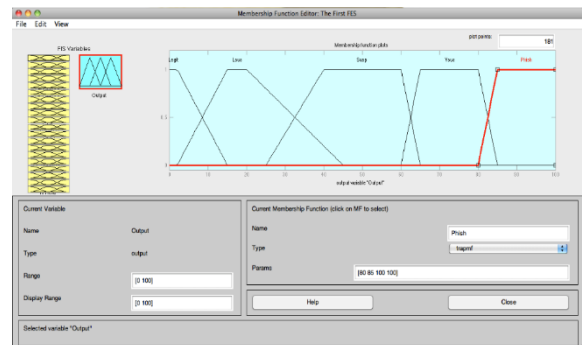 Membership Function Editor: The First FES
File Edit View
FIS Variables
Membership function plots
plot points:
181
Legit
Susp
Phish
1
0.5
0
0 10 20 30 40 50 60 70 80 90 100
Output
output variable "Output"
Current Variable
Current Membership Function (click on MF to select)
Name
Output
Name
Phish
Type
output
Type
trapmf
Range
[0 100]
Params
[80 85 100 100]
Display Range
[0 100]
Help
Close
Selected variable "Output"